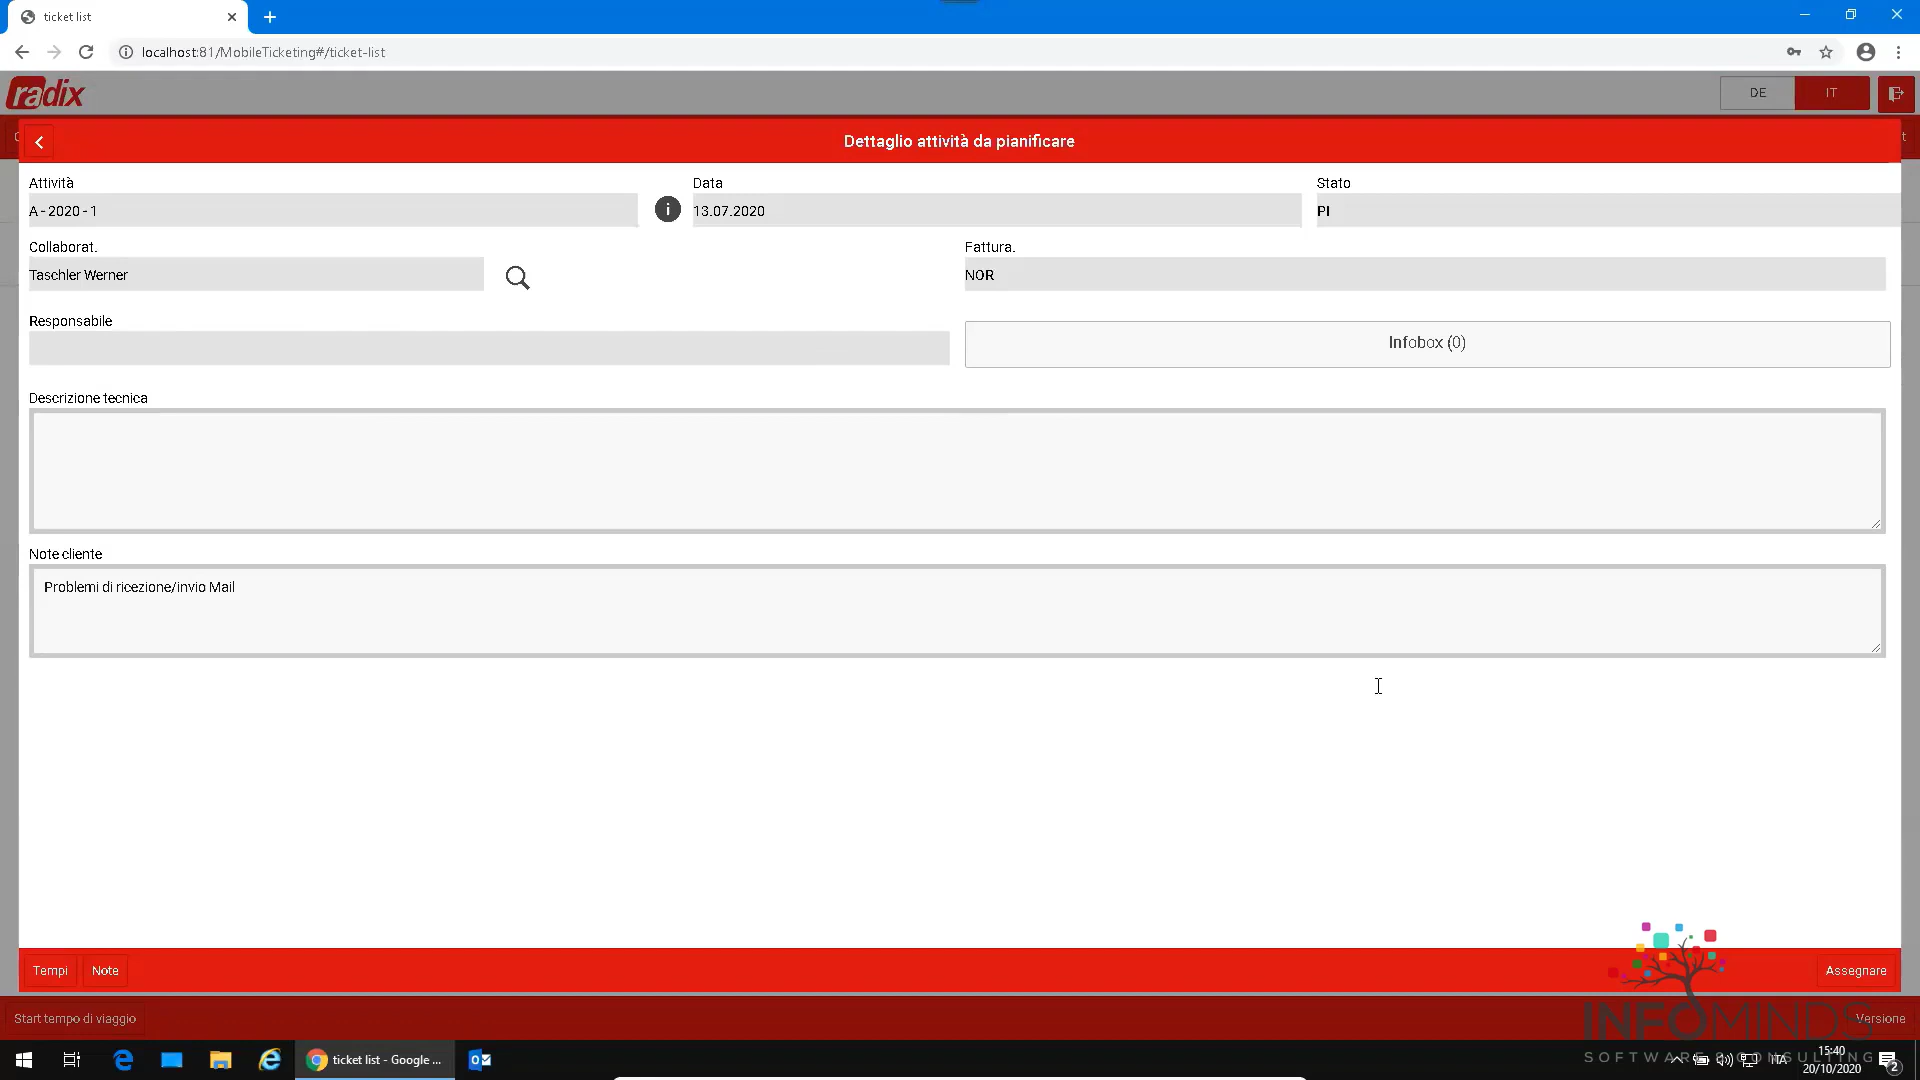 ticket list
localhost:81/MobileTicketing#/ticket-list
radix
DE
IT
Dettaglio attività da pianificare
Attività
Data
Stato
A - 2020 - 1
13.07.2020
PI
Collaborat.
Fattura.
Taschler Werner
NOR
Responsabile
Infobox (0)
Descrizione tecnica
Note cliente
Problemi di ricezione/invio Mail
Tempi
Note
Assegnare
Start tempo di viaggio
Versione
INFOMINDS
SOFTWARE & CONSULTING
ticket list - Google ...
ITA
15:40
20/10/2020
2